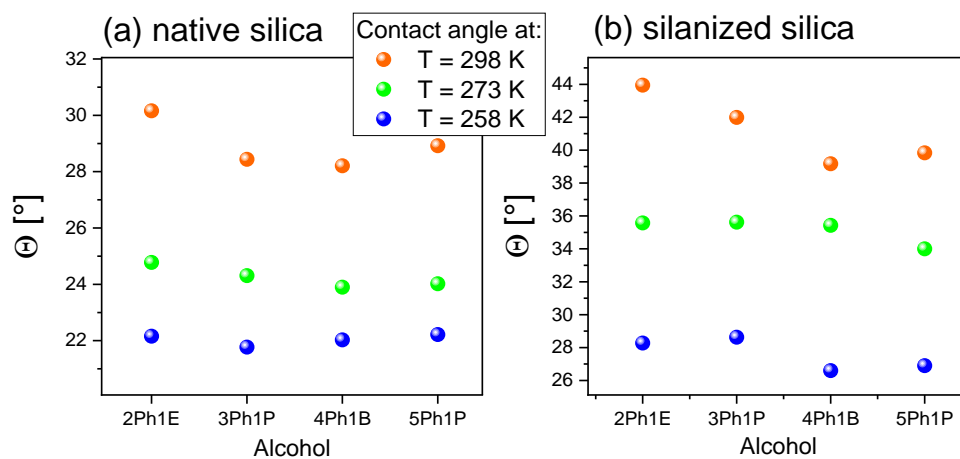 (a) native silica
Contact angle at:
T = 298 K
T = 273 K
T = 258 K
(b) silanized silica
32
30
28
26
24
22
Θ [°]
2Ph1E 3Ph1P 4Ph1B 5Ph1P
Alcohol
44
42
40
38
36
34
32
30
28
26
Θ [°]
2Ph1E 3Ph1P 4Ph1B 5Ph1P
Alcohol